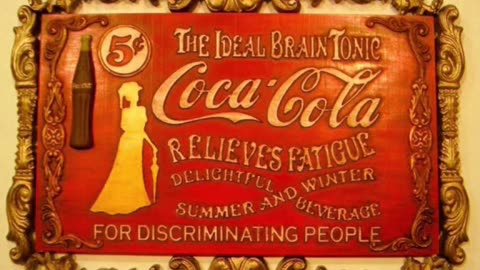 5¢
THE IDEAL BRAIN TONIC
Coca-Cola
RELIEVES FATIGUE
DELIGHTFUL
SUMMER AND WINTER
BEVERAGE
FOR DISCRIMINATING PEOPLE